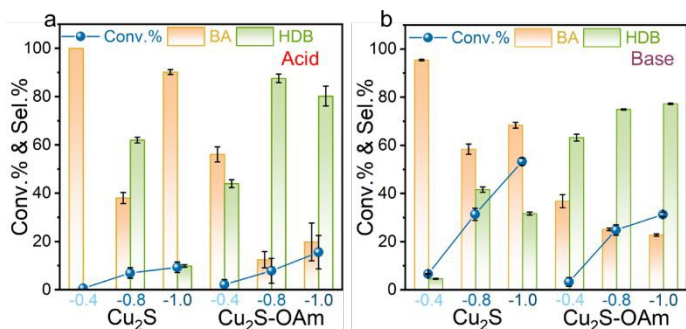 a
Conv.% BA HDB
Acid
Conv.% & Sel.%
100
80
60
40
20
0
-0.4 -0.8 -1.0 -0.4 -0.8 -1.0
Cu₂S Cu₂S-OAm
b
Conv.% BA HDB
Base
Conv.% & Sel.%
100
80
60
40
20
0
-0.4 -0.8 -1.0 -0.4 -0.8 -1.0
Cu₂S Cu₂S-OAm